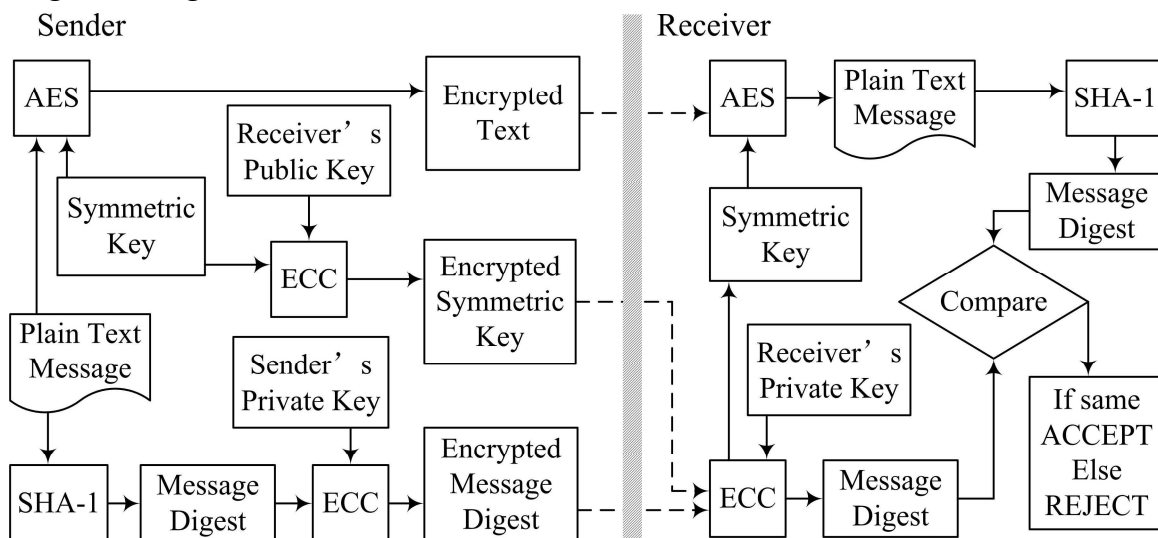 Sender
Receiver
AES
Encrypted
Text
Receiver’s
Public Key
Symmetric
Key
ECC
Encrypted
Symmetric
Key
Plain Text
Message
Sender’s
Private Key
SHA-1
Message
Digest
ECC
Encrypted
Message
Digest
AES
Plain Text
Message
SHA-1
Symmetric
Key
Message
Digest
Compare
Receiver’s
Private Key
If same
ACCEPT
Else
REJECT
ECC
Message
Digest